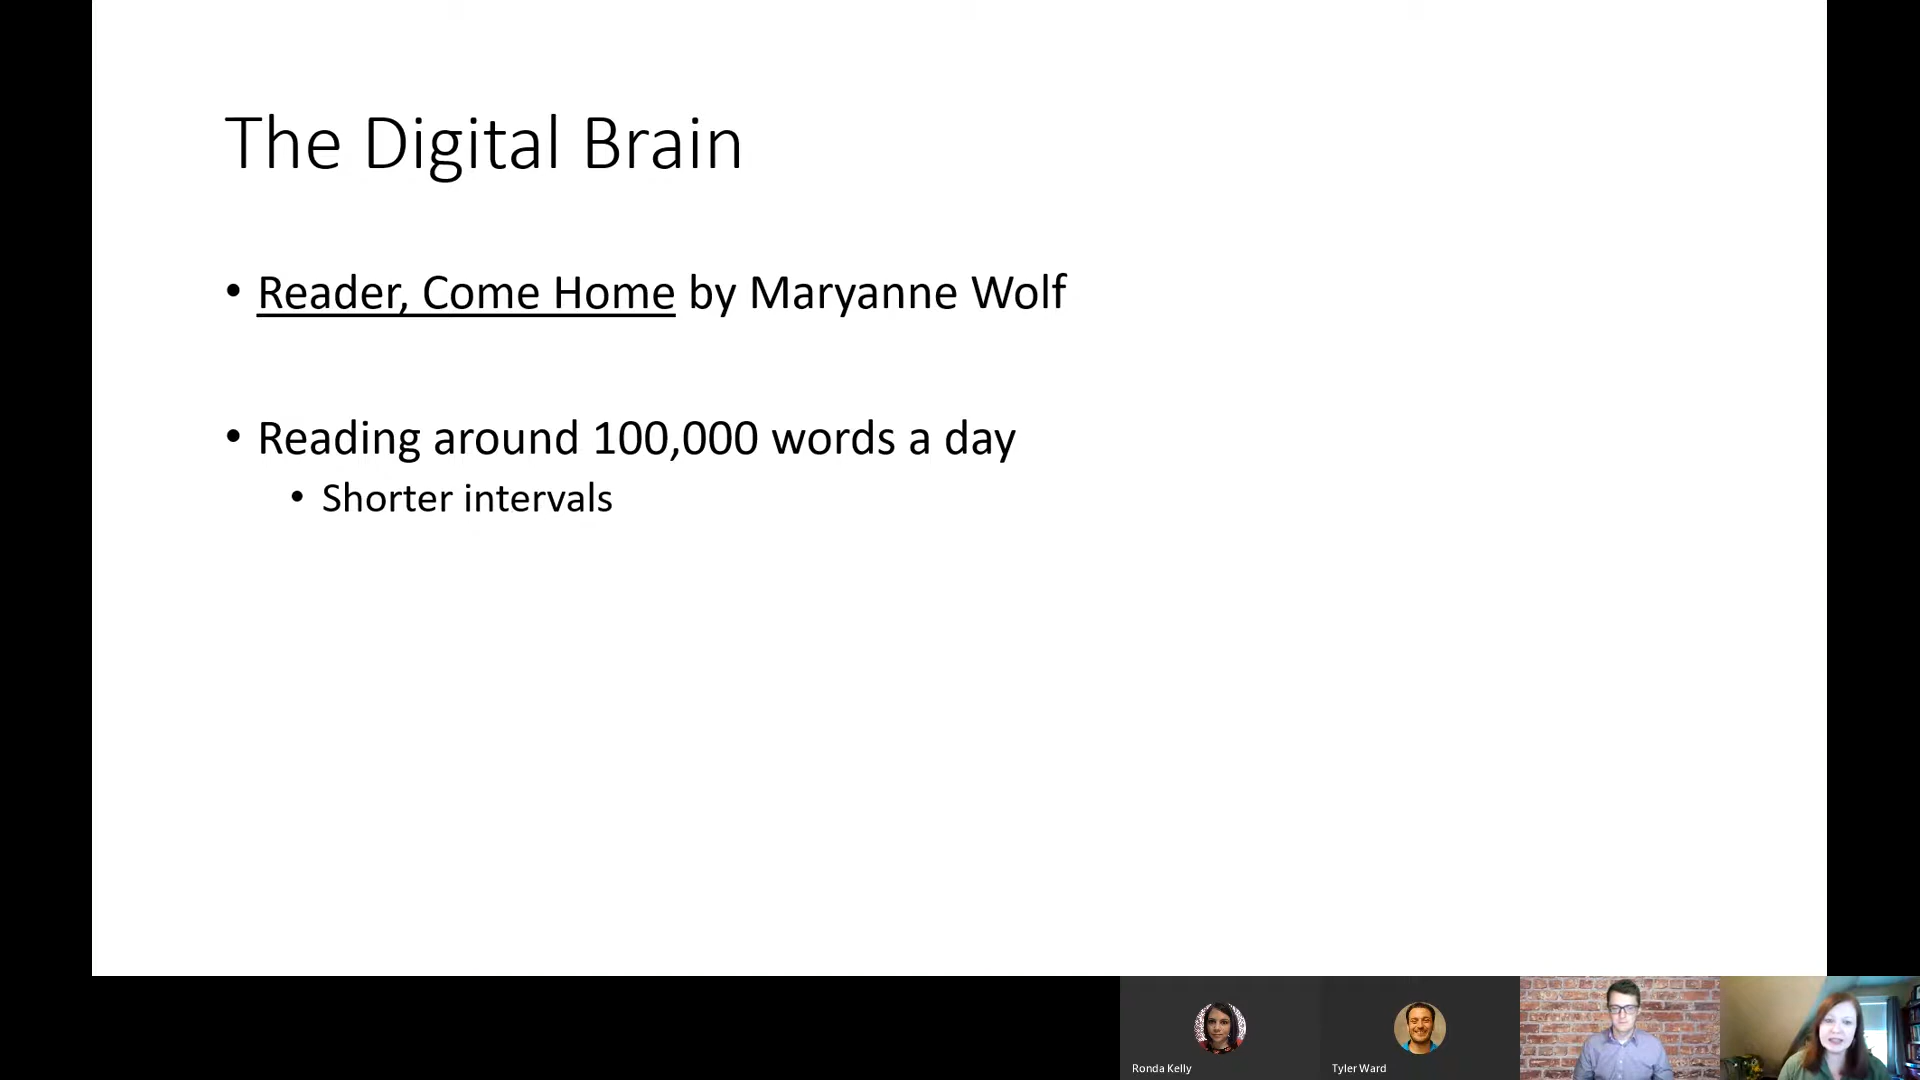 The Digital Brain
• Reader, Come Home by Maryanne Wolf
• Reading around 100,000 words a day
• Shorter intervals
Ronda Kelly
Tyler Ward